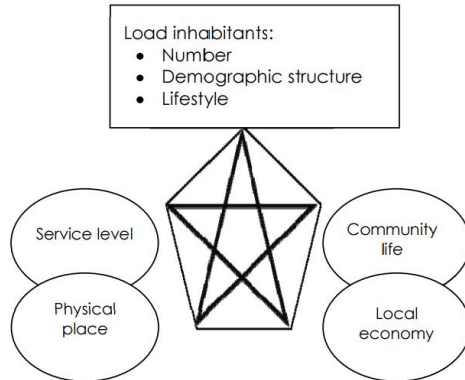 Load inhabitants:
• Number
• Demographic structure
• Lifestyle
Service level
Community
life
Physical
place
Local
economy